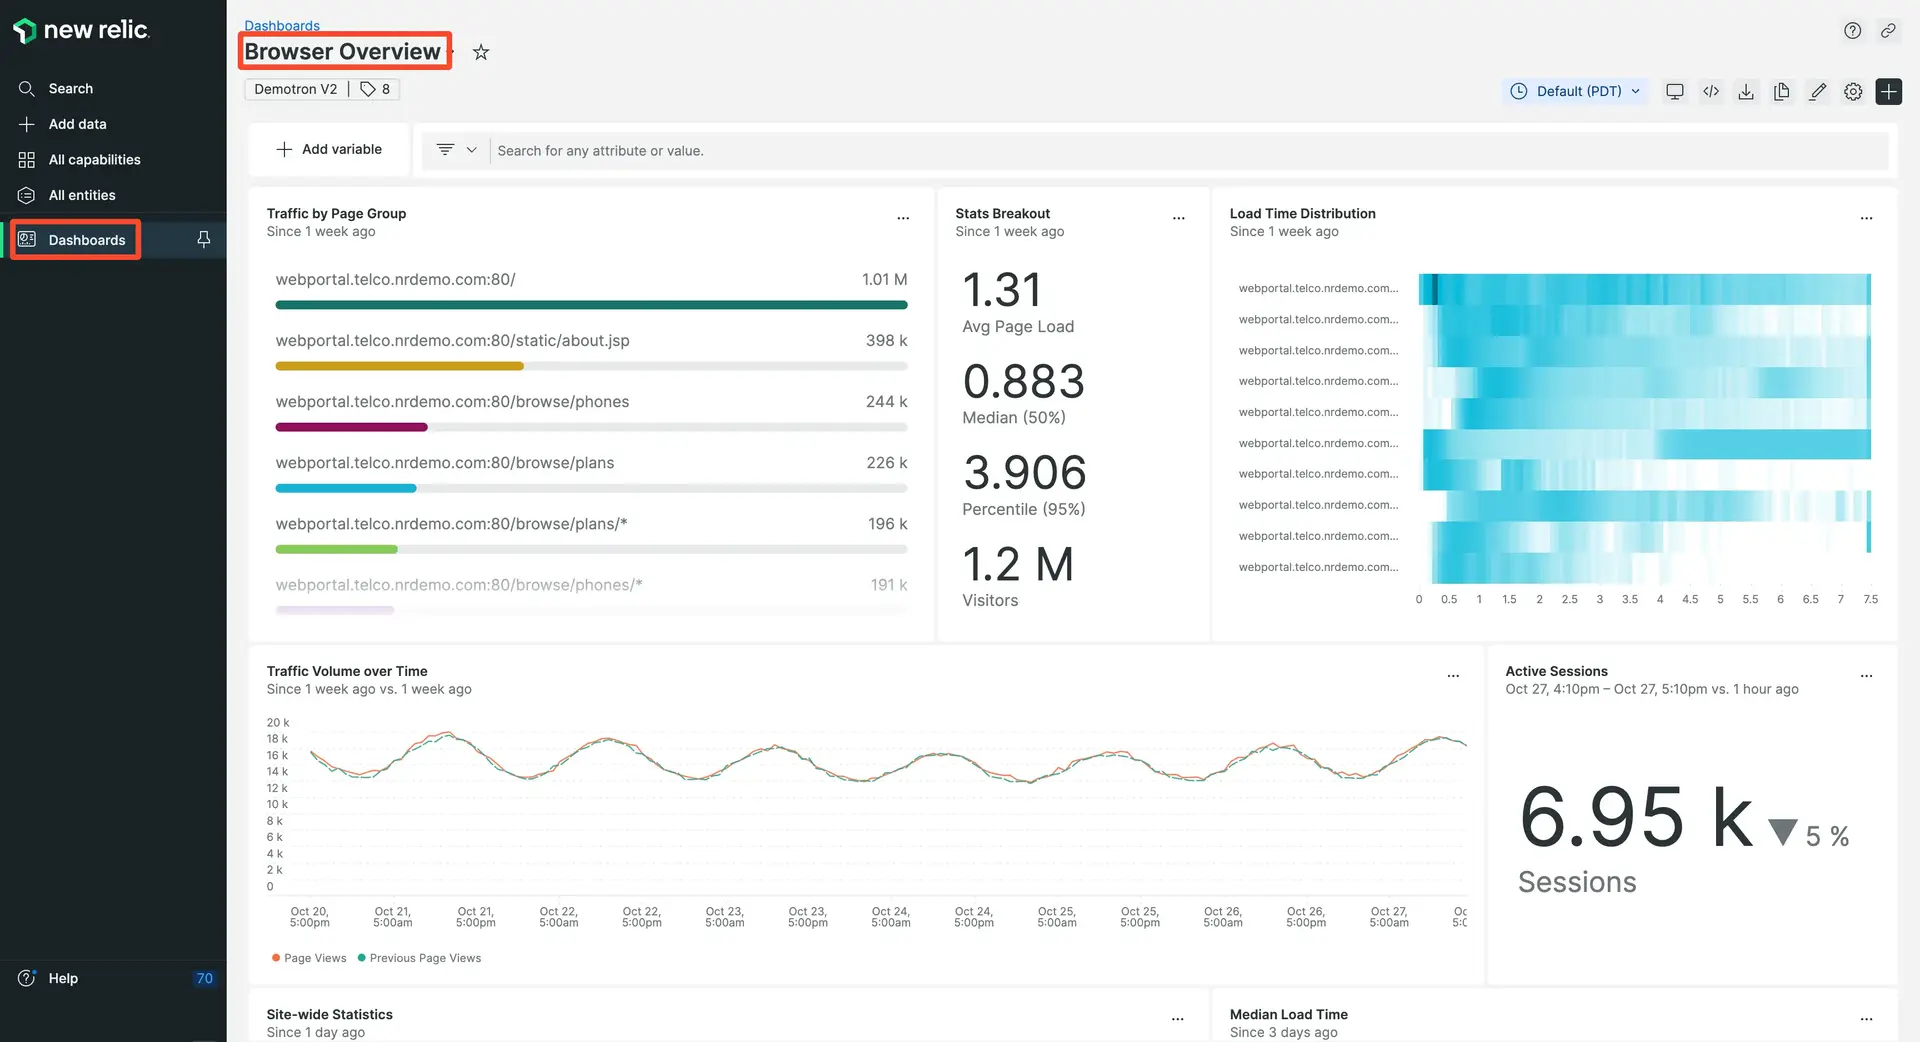 new relic.
Search
Add data
All capabilities
All entities
Dashboards
Help 70
Dashboards
Browser Overview
Demotron V2 | 8
Default (PDT)
Add variable
Search for any attribute or value.
Traffic by Page Group
Since 1 week ago
webportal.telco.nrdemo.com:80/ 1.01 M
webportal.telco.nrdemo.com:80/static/about.jsp 398 k
webportal.telco.nrdemo.com:80/browse/phones 244 k
webportal.telco.nrdemo.com:80/browse/plans 226 k
webportal.telco.nrdemo.com:80/browse/plans/* 196 k
webportal.telco.nrdemo.com:80/browse/phones/* 191 k
Stats Breakout
Since 1 week ago
1.31
Avg Page Load
0.883
Median (50%)
3.906
Percentile (95%)
1.2 M
Visitors
Load Time Distribution
Since 1 week ago
webportal.telco.nrdemo.com...
webportal.telco.nrdemo.com...
webportal.telco.nrdemo.com...
webportal.telco.nrdemo.com...
webportal.telco.nrdemo.com...
webportal.telco.nrdemo.com...
webportal.telco.nrdemo.com...
webportal.telco.nrdemo.com...
webportal.telco.nrdemo.com...
webportal.telco.nrdemo.com...
0 0.5 1 1.5 2 2.5 3 3.5 4 4.5 5 5.5 6 6.5 7 7.5
Traffic Volume over Time
Since 1 week ago vs. 1 week ago
20 k
18 k
16 k
14 k
12 k
10 k
8 k
6 k
4 k
2 k
0
Oct 20, Oct 21, Oct 21, Oct 22, Oct 22, Oct 23, Oct 23, Oct 24, Oct 24, Oct 25, Oct 25, Oct 26, Oct 26, Oct 27, Oc
5:00pm 5:00am 5:00pm 5:00am 5:00pm 5:00am 5:00pm 5:00am 5:00pm 5:00am 5:00pm 5:00am 5:00pm 5:00am 5:0
Page Views Previous Page Views
Active Sessions
Oct 27, 4:10pm – Oct 27, 5:10pm vs. 1 hour ago
6.95 k 5 %
Sessions
Site-wide Statistics
Since 1 day ago
Median Load Time
Since 3 days ago